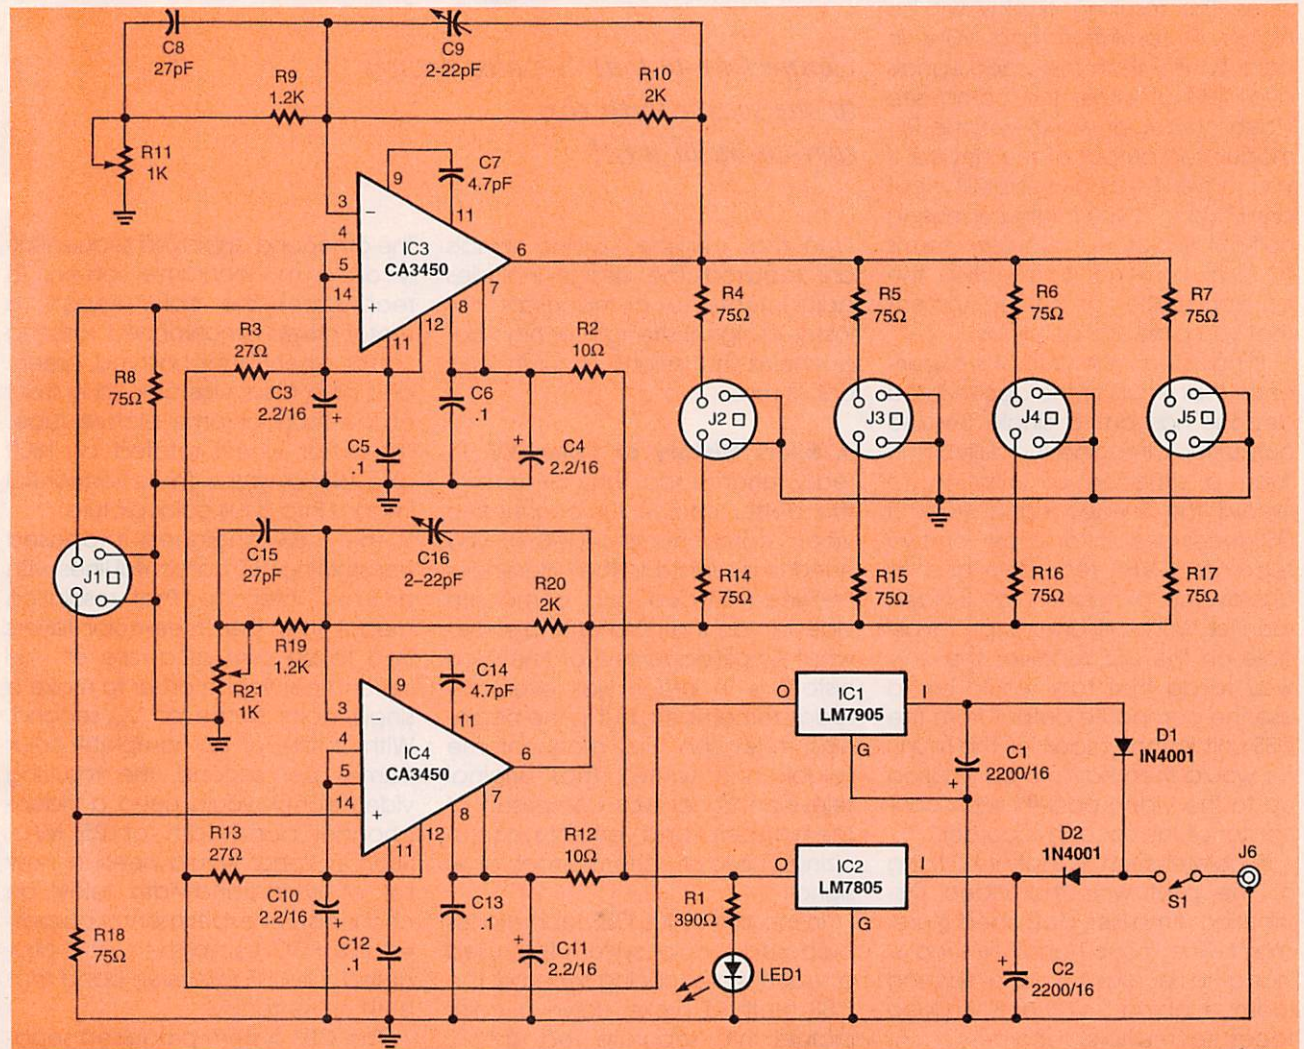 C8
27pF
C9
2-22pF
R9
1.2K
R10
2K
R11
1K
C7
4.7pF
9
11
3
−
4
5
14
+
IC3
CA3450
6
7
8
12
11
R3
27Ω
R2
10Ω
R8
75Ω
C3
2.2/16
+
C6
.1
C5
.1
+
C4
2.2/16
R4
75Ω
R5
75Ω
R6
75Ω
R7
75Ω
J2
J3
J4
J5
C15
27pF
C16
2–22pF
J1
R19
1.2K
R20
2K
R14
75Ω
R15
75Ω
R16
75Ω
R17
75Ω
R21
1K
C14
4.7pF
9
11
3
−
4
5
14
+
IC4
CA3450
6
7
8
12
11
O
IC1
LM7905
I
G
C1
2200/16
+
D1
IN4001
R13
27Ω
R12
10Ω
D2
1N4001
J6
S1
O
IC2
LM7805
I
G
R18
75Ω
C10
2.2/16
+
C12
.1
C13
.1
+
C11
2.2/16
R1
390Ω
LED1
+
C2
2200/16